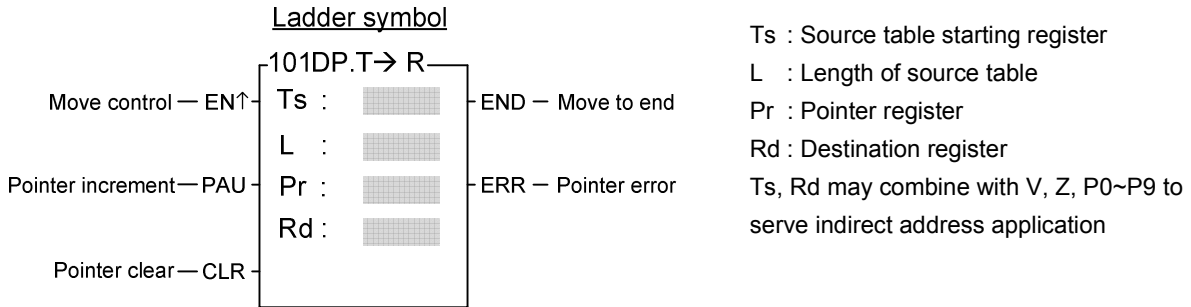 Ladder symbol
101DP.T→ R
Move control — EN↑
Ts :
END — Move to end
L :
Pointer increment — PAU
Pr :
ERR — Pointer error
Rd :
Pointer clear — CLR
Ts : Source table starting register
L : Length of source table
Pr : Pointer register
Rd : Destination register
Ts, Rd may combine with V, Z, P0~P9 to
serve indirect address application